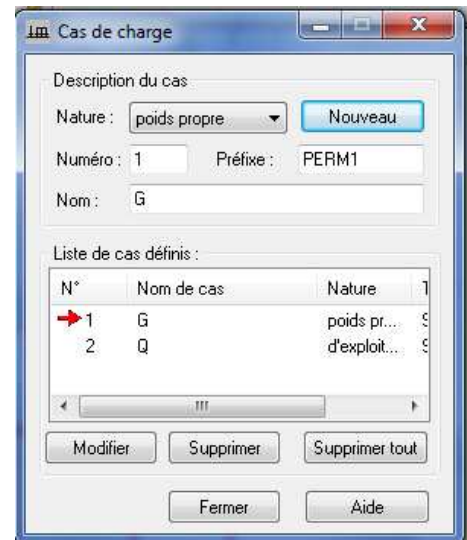 Cas de charge
Description du cas
Nature : poids propre Nouveau
Numéro : 1 Préfixe : PERM1
Nom : G
Liste de cas définis :
N° Nom de cas Nature
1 G poids pr...
2 Q d'exploit...
Modifier Supprimer Supprimer tout
Fermer Aide